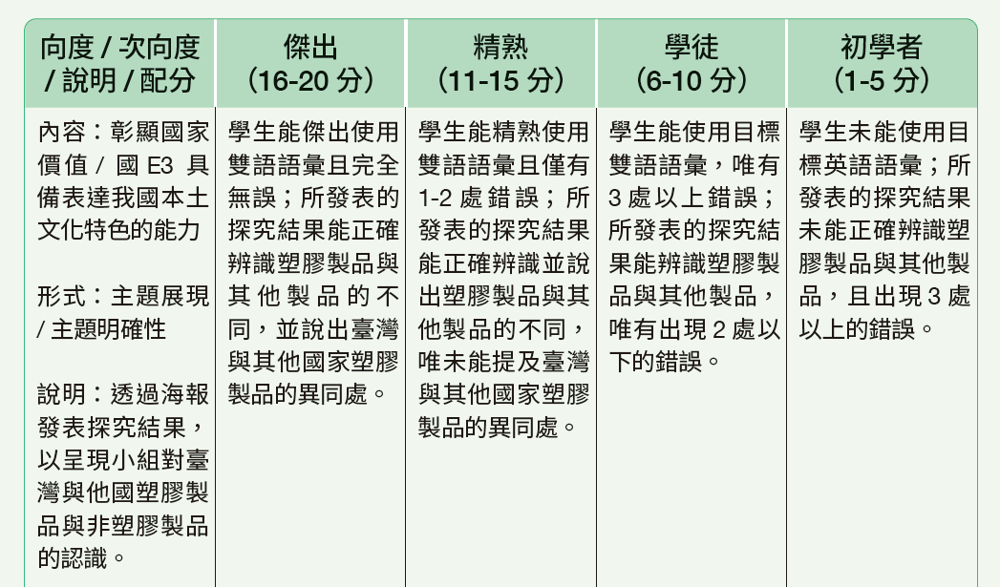 向度 / 次向度
/ 說明 / 配分
傑出
（16-20 分）
精熟
（11-15 分）
學徒
（6-10 分）
初學者
（1-5 分）
內容：彰顯國家
價值 / 國 E3 具
備表達我國本土
文化特色的能力
形式：主題展現
/ 主題明確性
說明：透過海報
發表探究結果，
以呈現小組對臺
灣與他國塑膠製
品與非塑膠製品
的認識。
學生能傑出使用
雙語語彙且完全
無誤；所發表的
探究結果能正確
辨識塑膠製品與
其他製品的不
同，並說出臺灣
與其他國家塑膠
製品的異同處。
學生能精熟使用
雙語語彙且僅有
1-2 處錯誤；所
發表的探究結果
能正確辨識並說
出塑膠製品與其
他製品的不同，
唯未能提及臺灣
與其他國家塑膠
製品的異同處。
學生能使用目標
雙語語彙，唯有
3 處以上錯誤；
所發表的探究結
果能辨識塑膠製
品與其他製品，
唯有出現 2 處以
下的錯誤。
學生未能使用目
標英語語彙；所
發表的探究結果
未能正確辨識塑
膠製品與其他製
品，且出現 3 處
以上的錯誤。